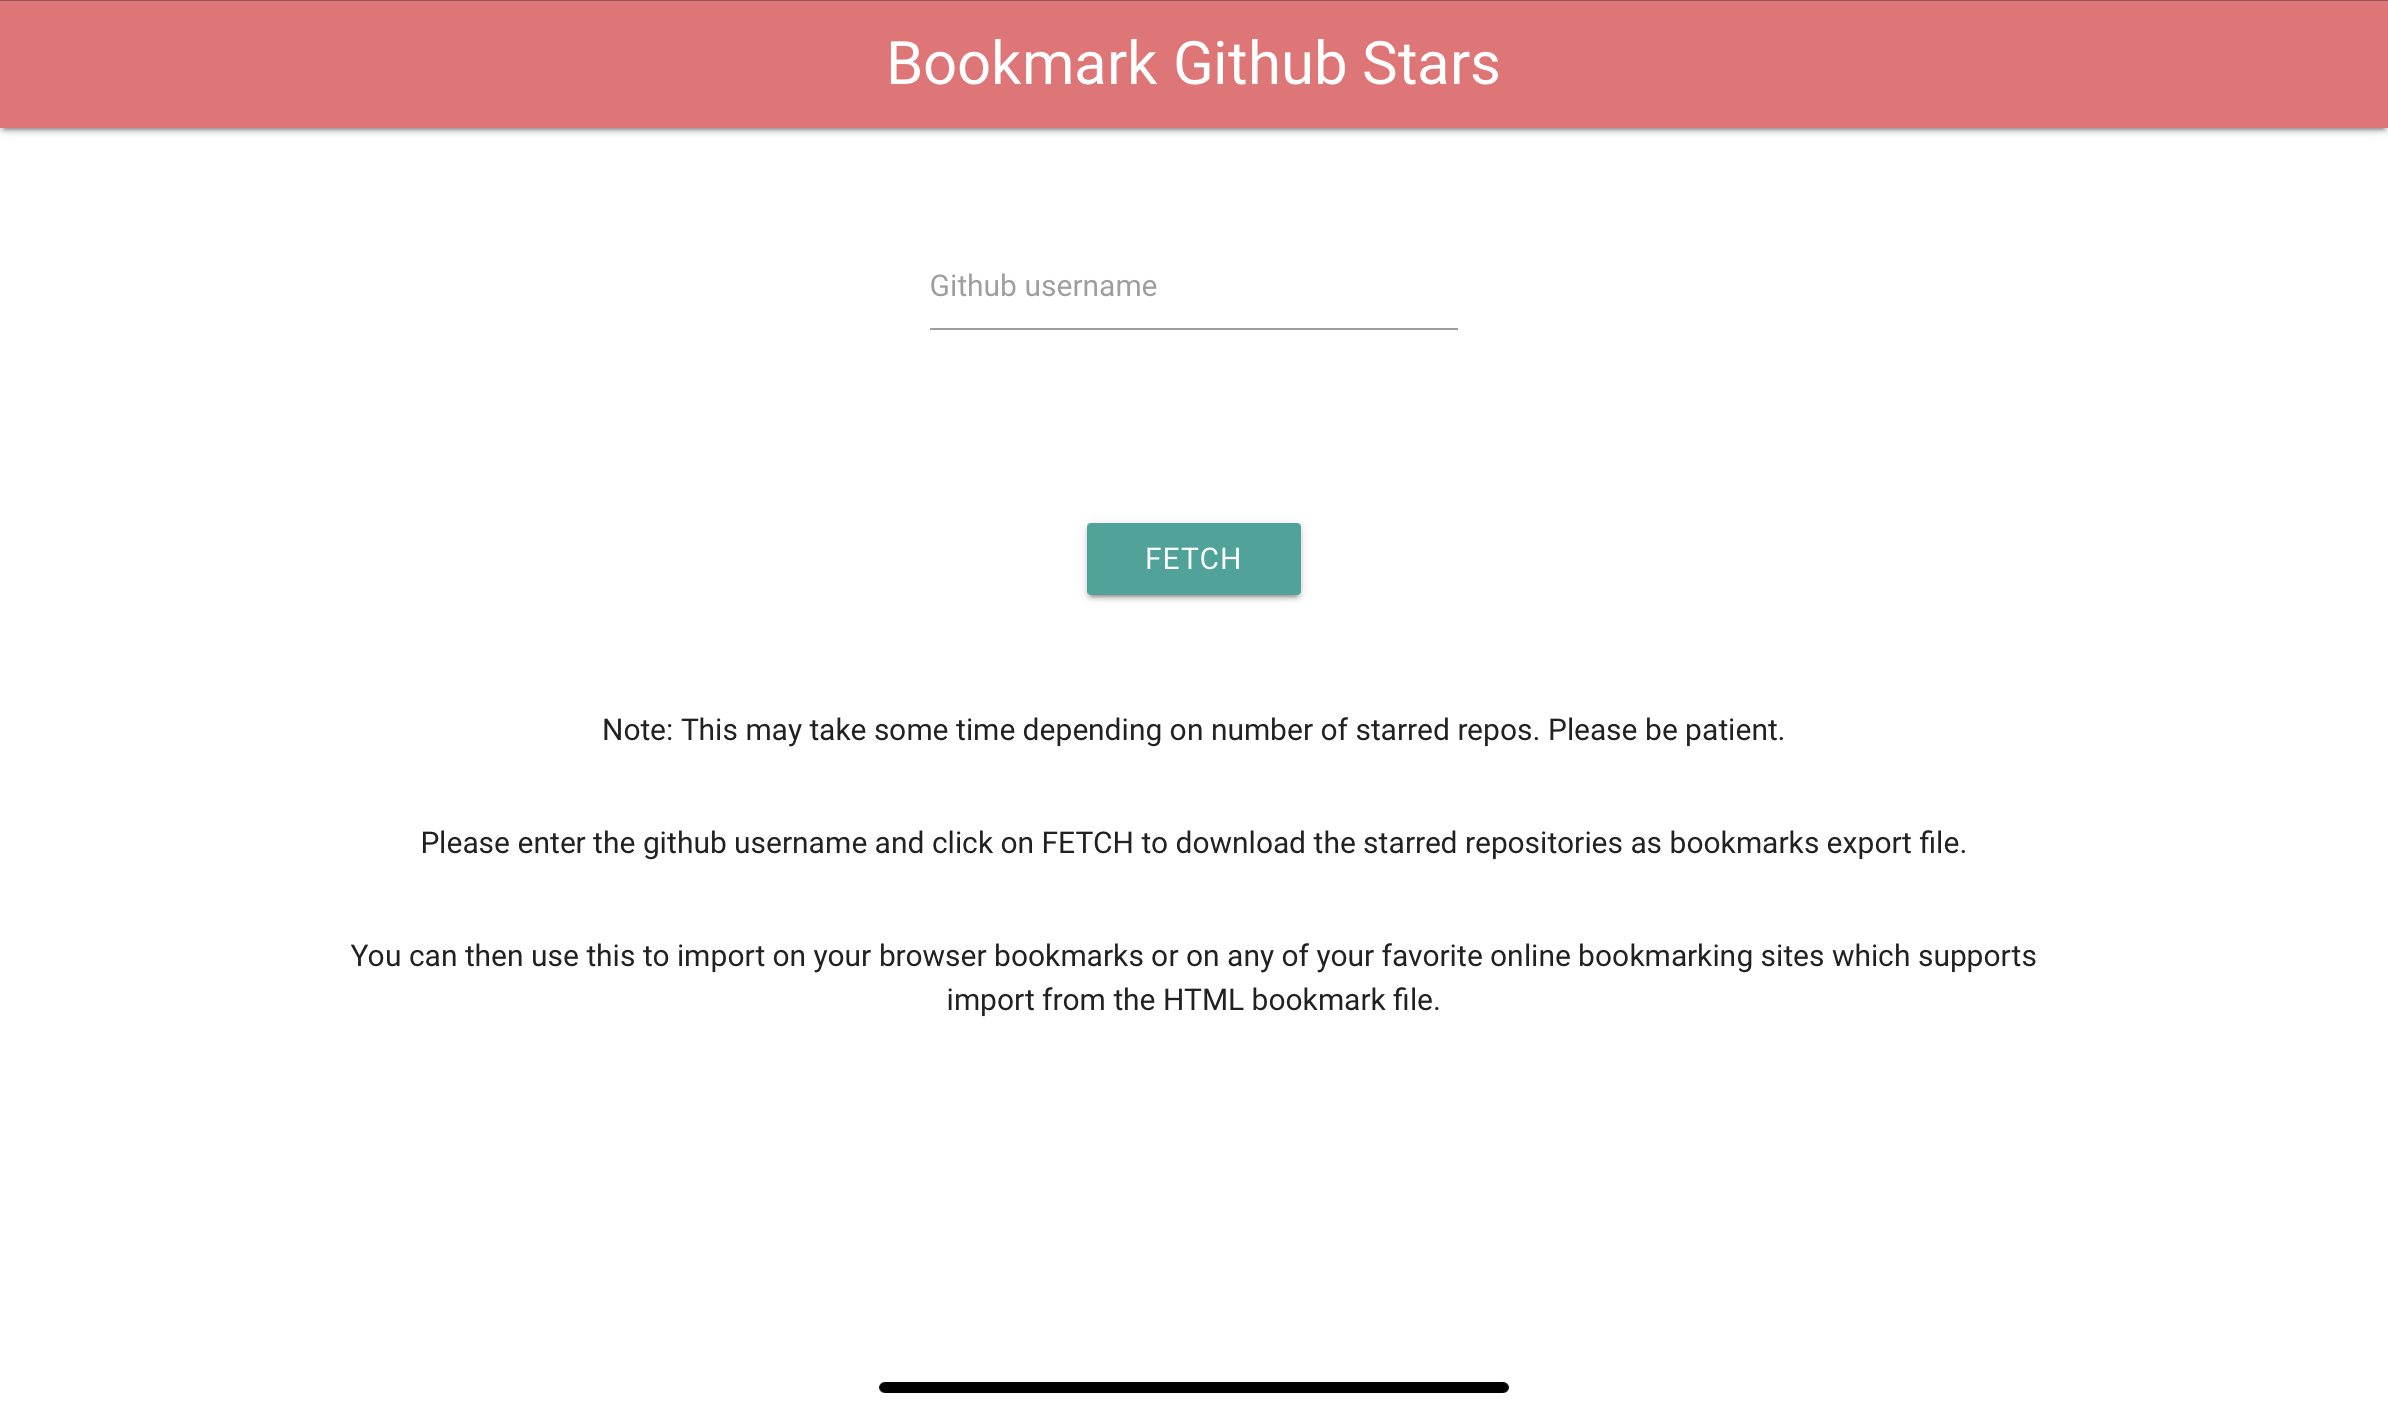 Bookmark Github Stars
Github username
FETCH
Note: This may take some time depending on number of starred repos. Please be patient.
Please enter the github username and click on FETCH to download the starred repositories as bookmarks export file.
You can then use this to import on your browser bookmarks or on any of your favorite online bookmarking sites which supports
import from the HTML bookmark file.